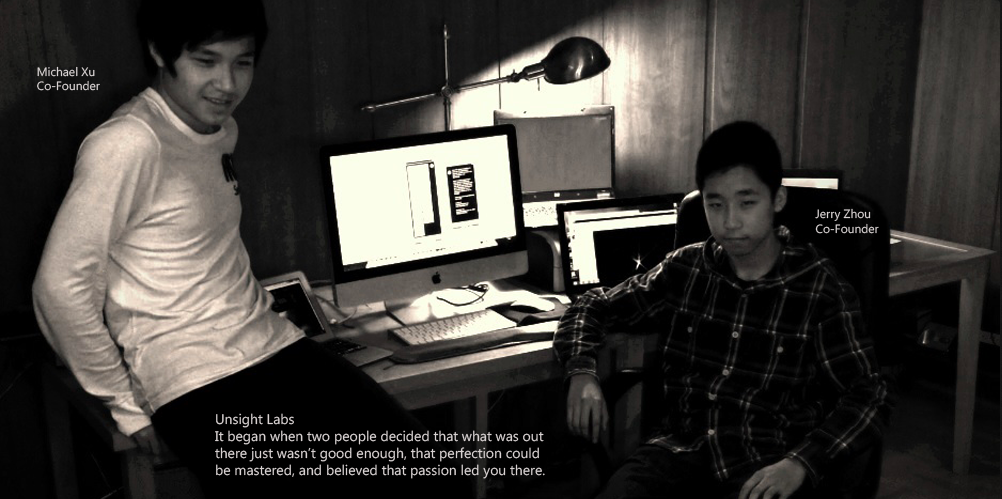 Michael Xu
Co-Founder
Jerry Zhou
Co-Founder
Unsight Labs
It began when two people decided that what was out
there just wasn't good enough, that perfection could
be mastered, and believed that passion led you there.